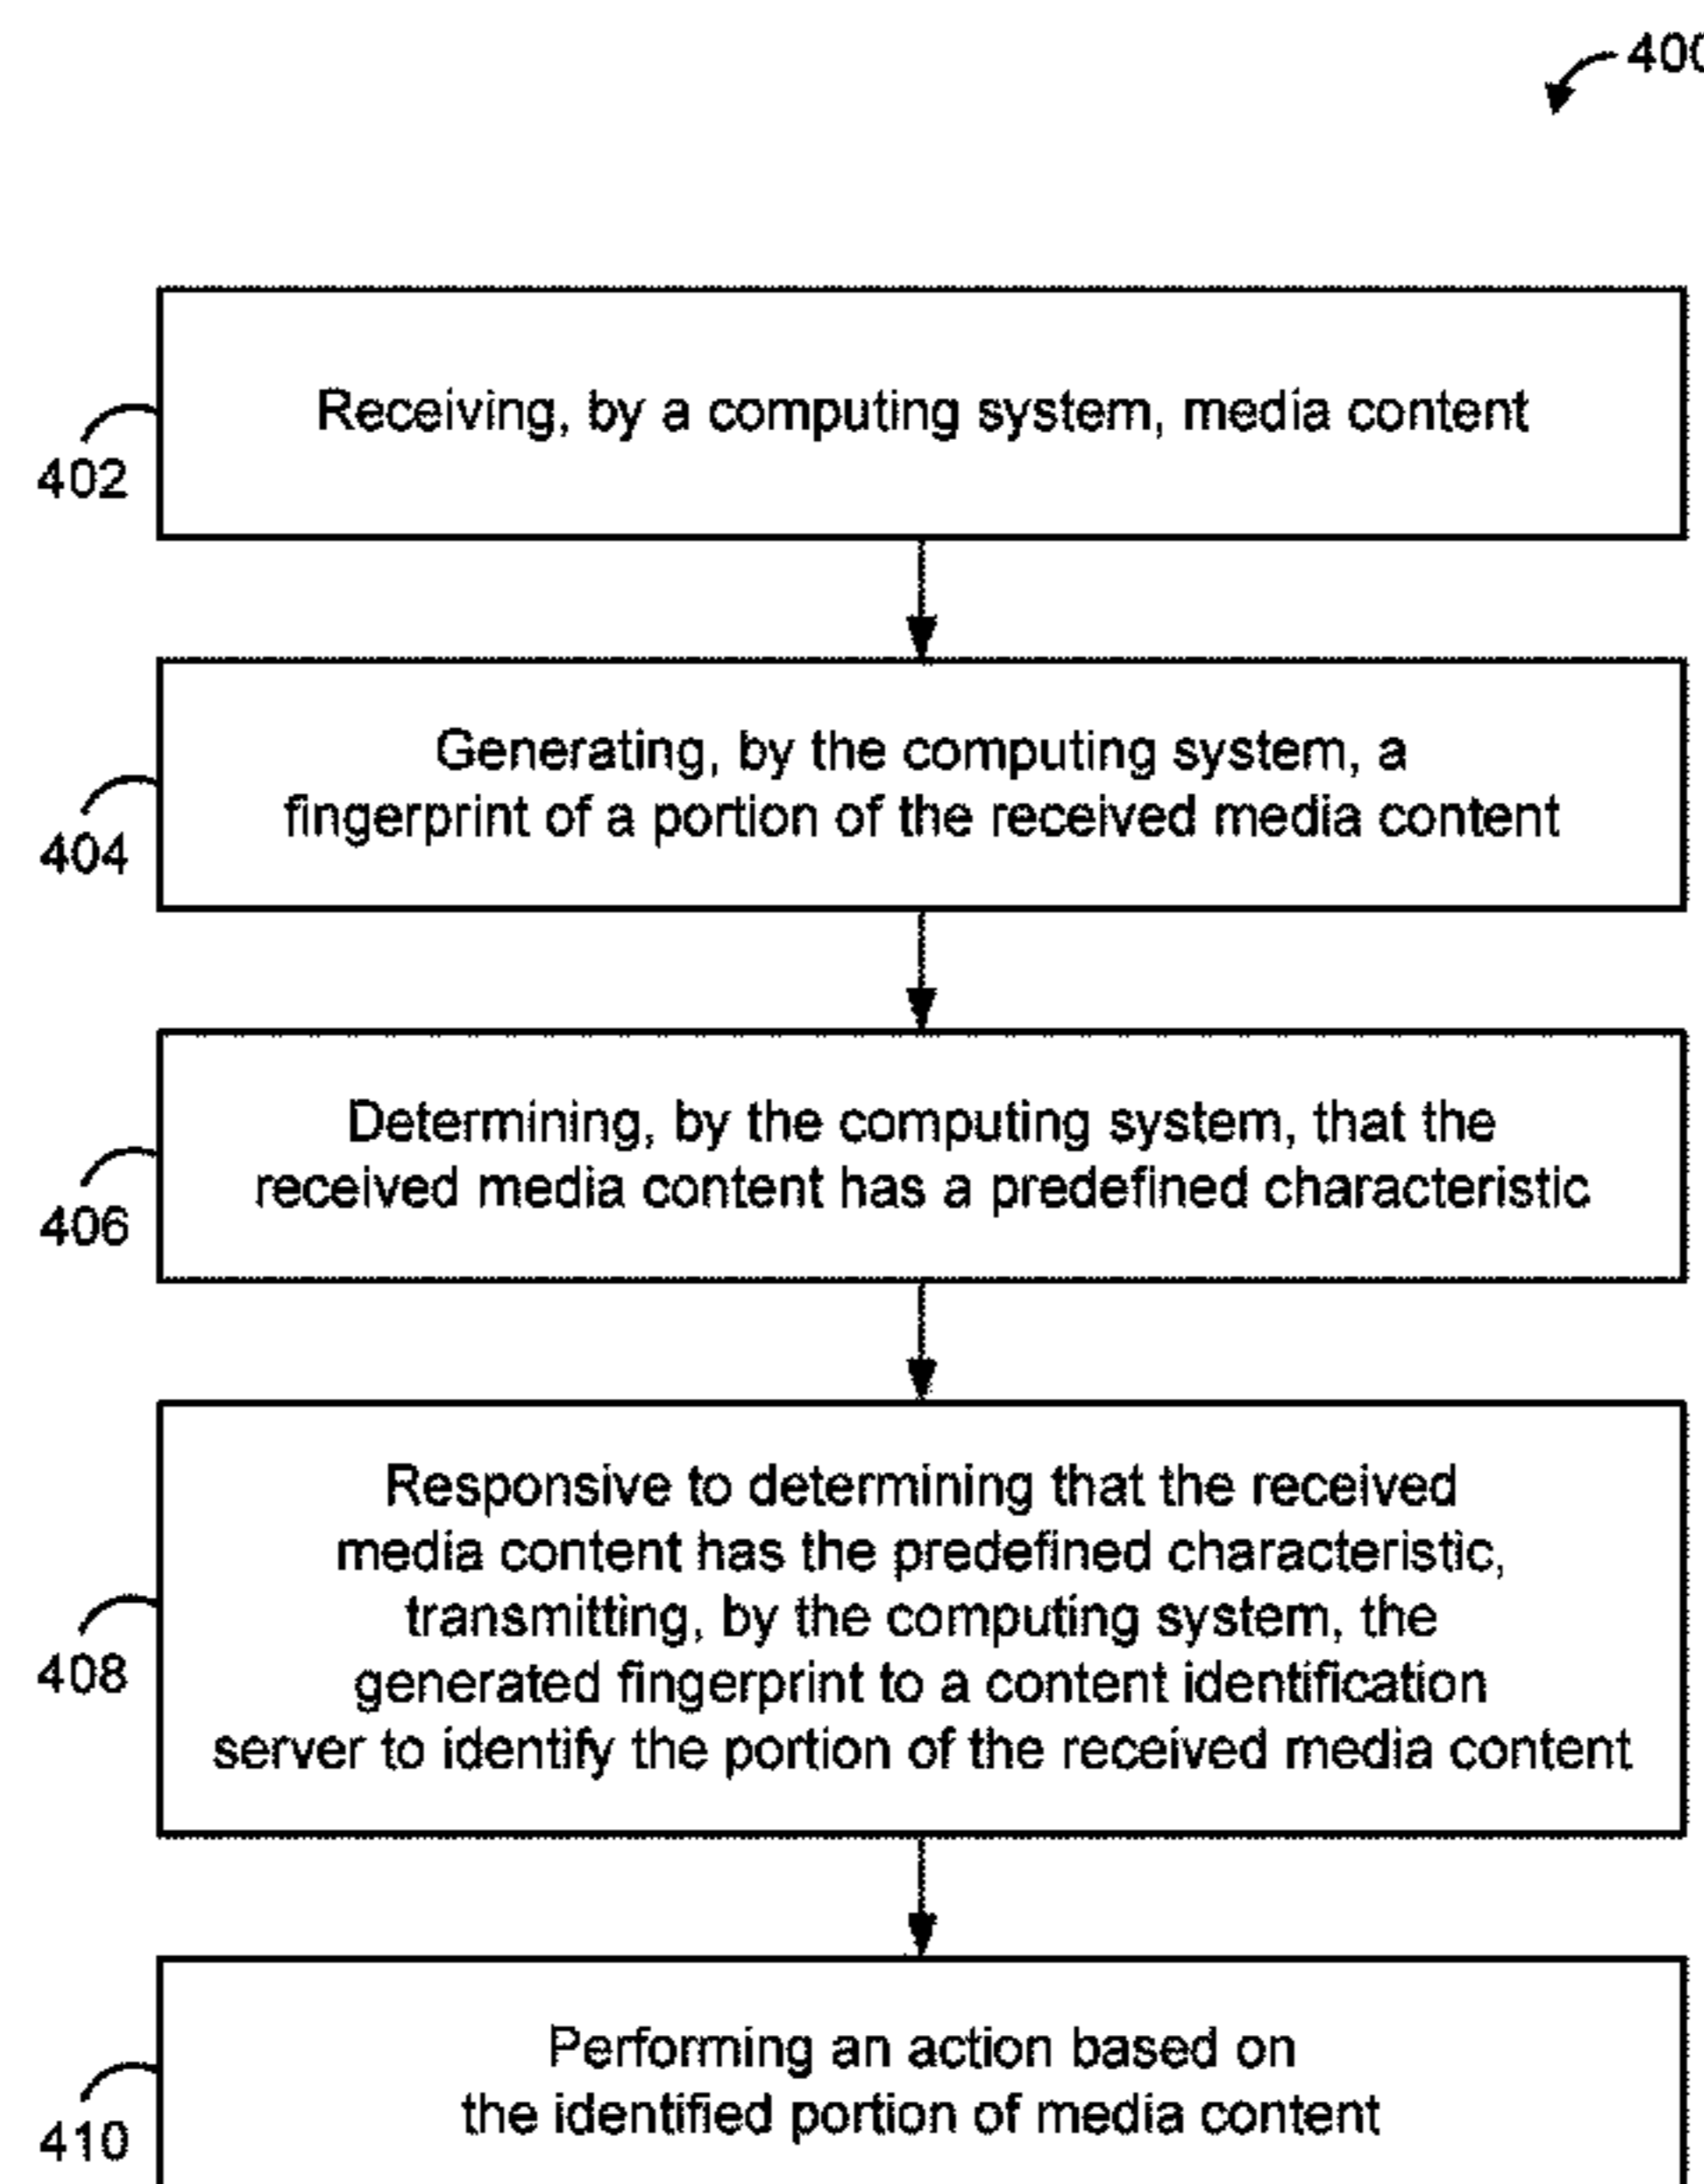 400
Receiving, by a computing system, media content
402
Generating, by the computing system, a
fingerprint of a portion of the received media content
404
Determining, by the computing system, that the
received media content has a predefined characteristic
406
Responsive to determining that the received
media content has the predefined characteristic,
transmitting, by the computing system, the
generated fingerprint to a content identification
server to identify the portion of the received media content
408
Performing an action based on
the identified portion of media content
410